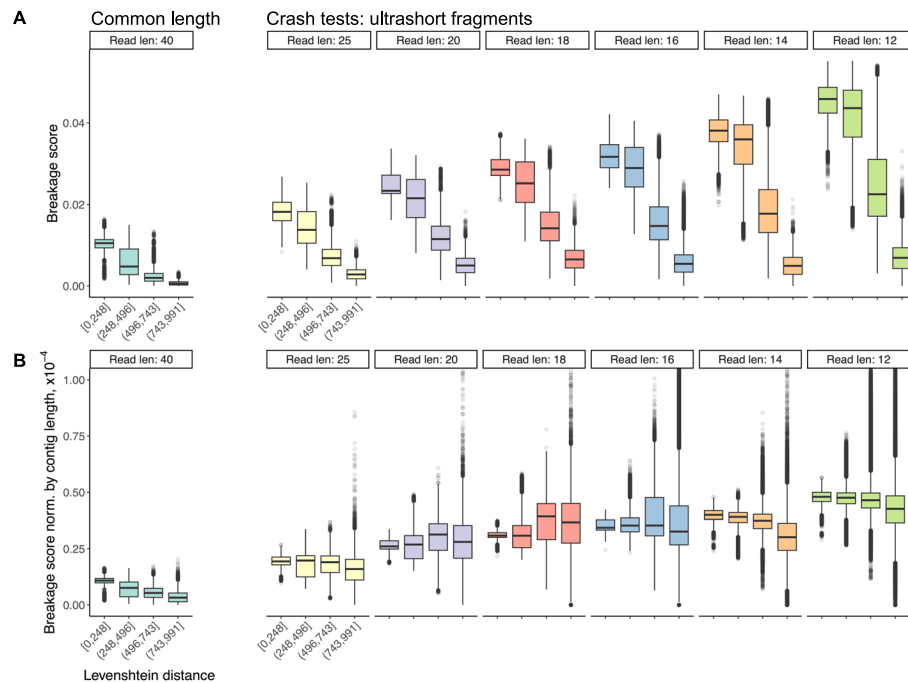 A
Common length
Crash tests: ultrashort fragments
Read len: 40
Read len: 25
Read len: 20
Read len: 18
Read len: 16
Read len: 14
Read len: 12
Breakage score
0.04
0.02
0.00
[0,248]
(248,496]
(496,743]
(743,991]
[0,248]
(248,496]
(496,743]
(743,991]
B
Read len: 40
Read len: 25
Read len: 20
Read len: 18
Read len: 16
Read len: 14
Read len: 12
Breakage score norm. by contig length, x10⁻⁴
1.00
0.75
0.50
0.25
0.00
[0,248]
(248,496]
(496,743]
(743,991]
[0,248]
(248,496]
(496,743]
(743,991]
Levenshtein distance